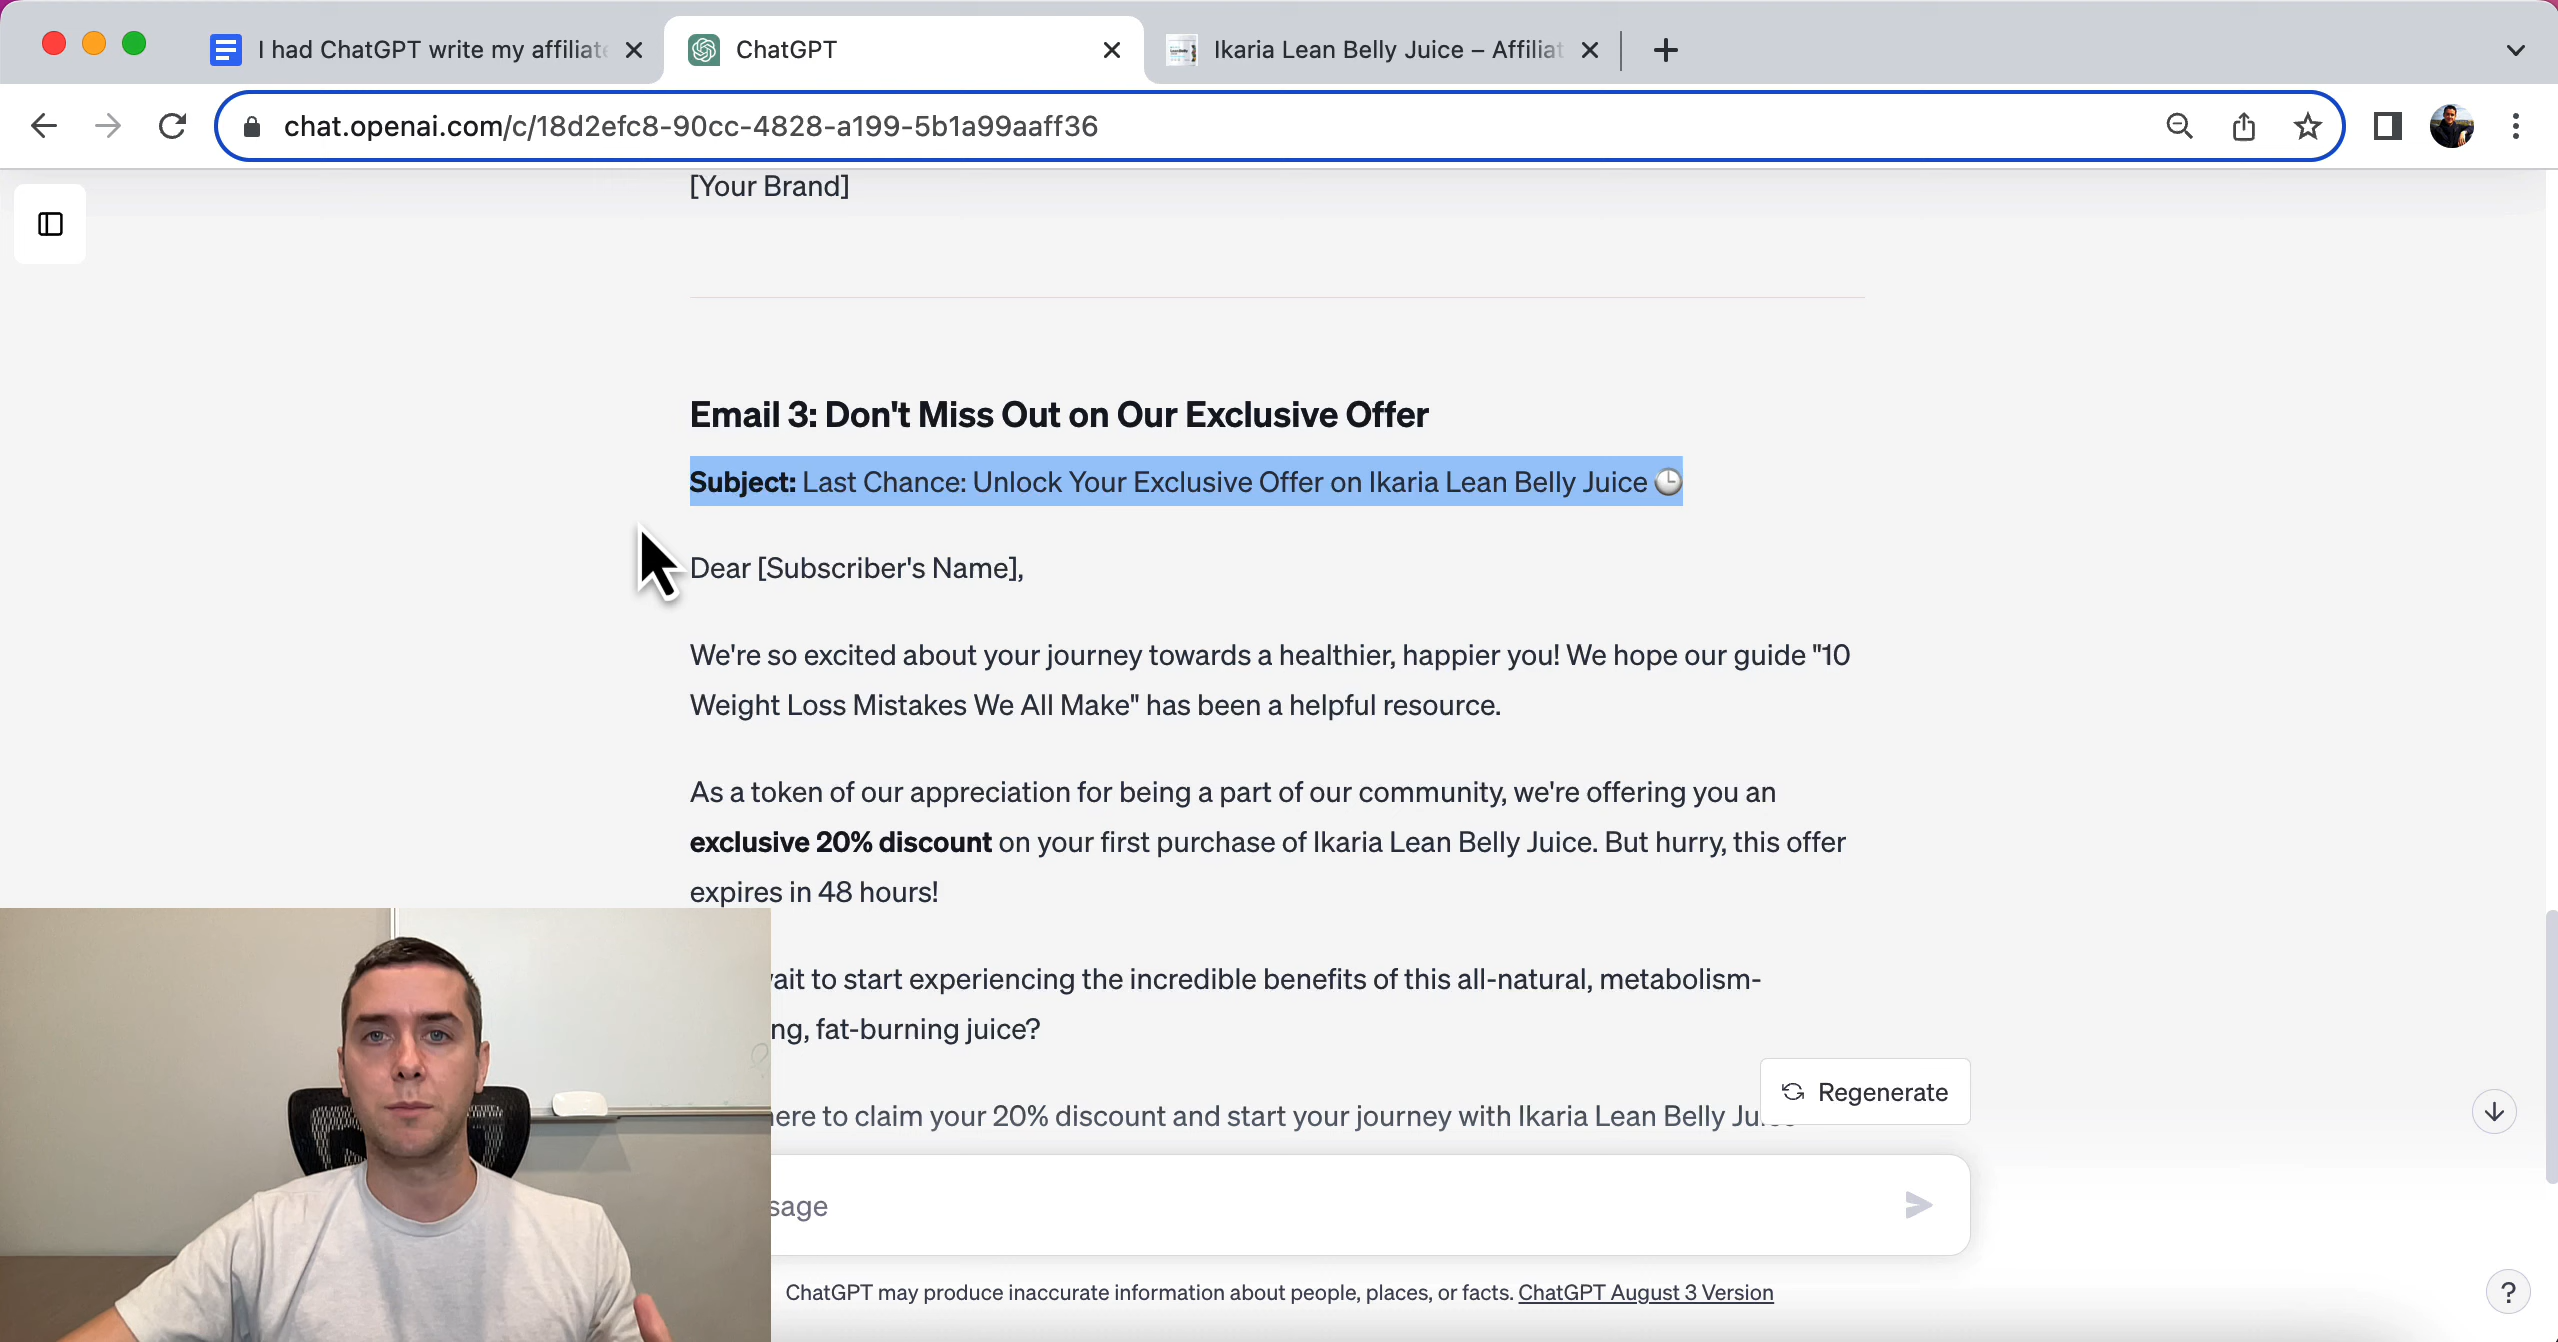 I had ChatGPT write my affiliate
ChatGPT
Ikaria Lean Belly Juice – Affiliat
chat.openai.com/c/18d2efc8-90cc-4828-a199-5b1a99aaff36
[Your Brand]
Email 3: Don't Miss Out on Our Exclusive Offer
Subject: Last Chance: Unlock Your Exclusive Offer on Ikaria Lean Belly Juice 🕒
Dear [Subscriber's Name],
We're so excited about your journey towards a healthier, happier you! We hope our guide "10
Weight Loss Mistakes We All Make" has been a helpful resource.
As a token of our appreciation for being a part of our community, we're offering you an
exclusive 20% discount on your first purchase of Ikaria Lean Belly Juice. But hurry, this offer
expires in 48 hours!
ait to start experiencing the incredible benefits of this all-natural, metabolism-
ng, fat-burning juice?
Regenerate
ere to claim your 20% discount and start your journey with Ikaria Lean Belly
sage
ChatGPT may produce inaccurate information about people, places, or facts. ChatGPT August 3 Version
?